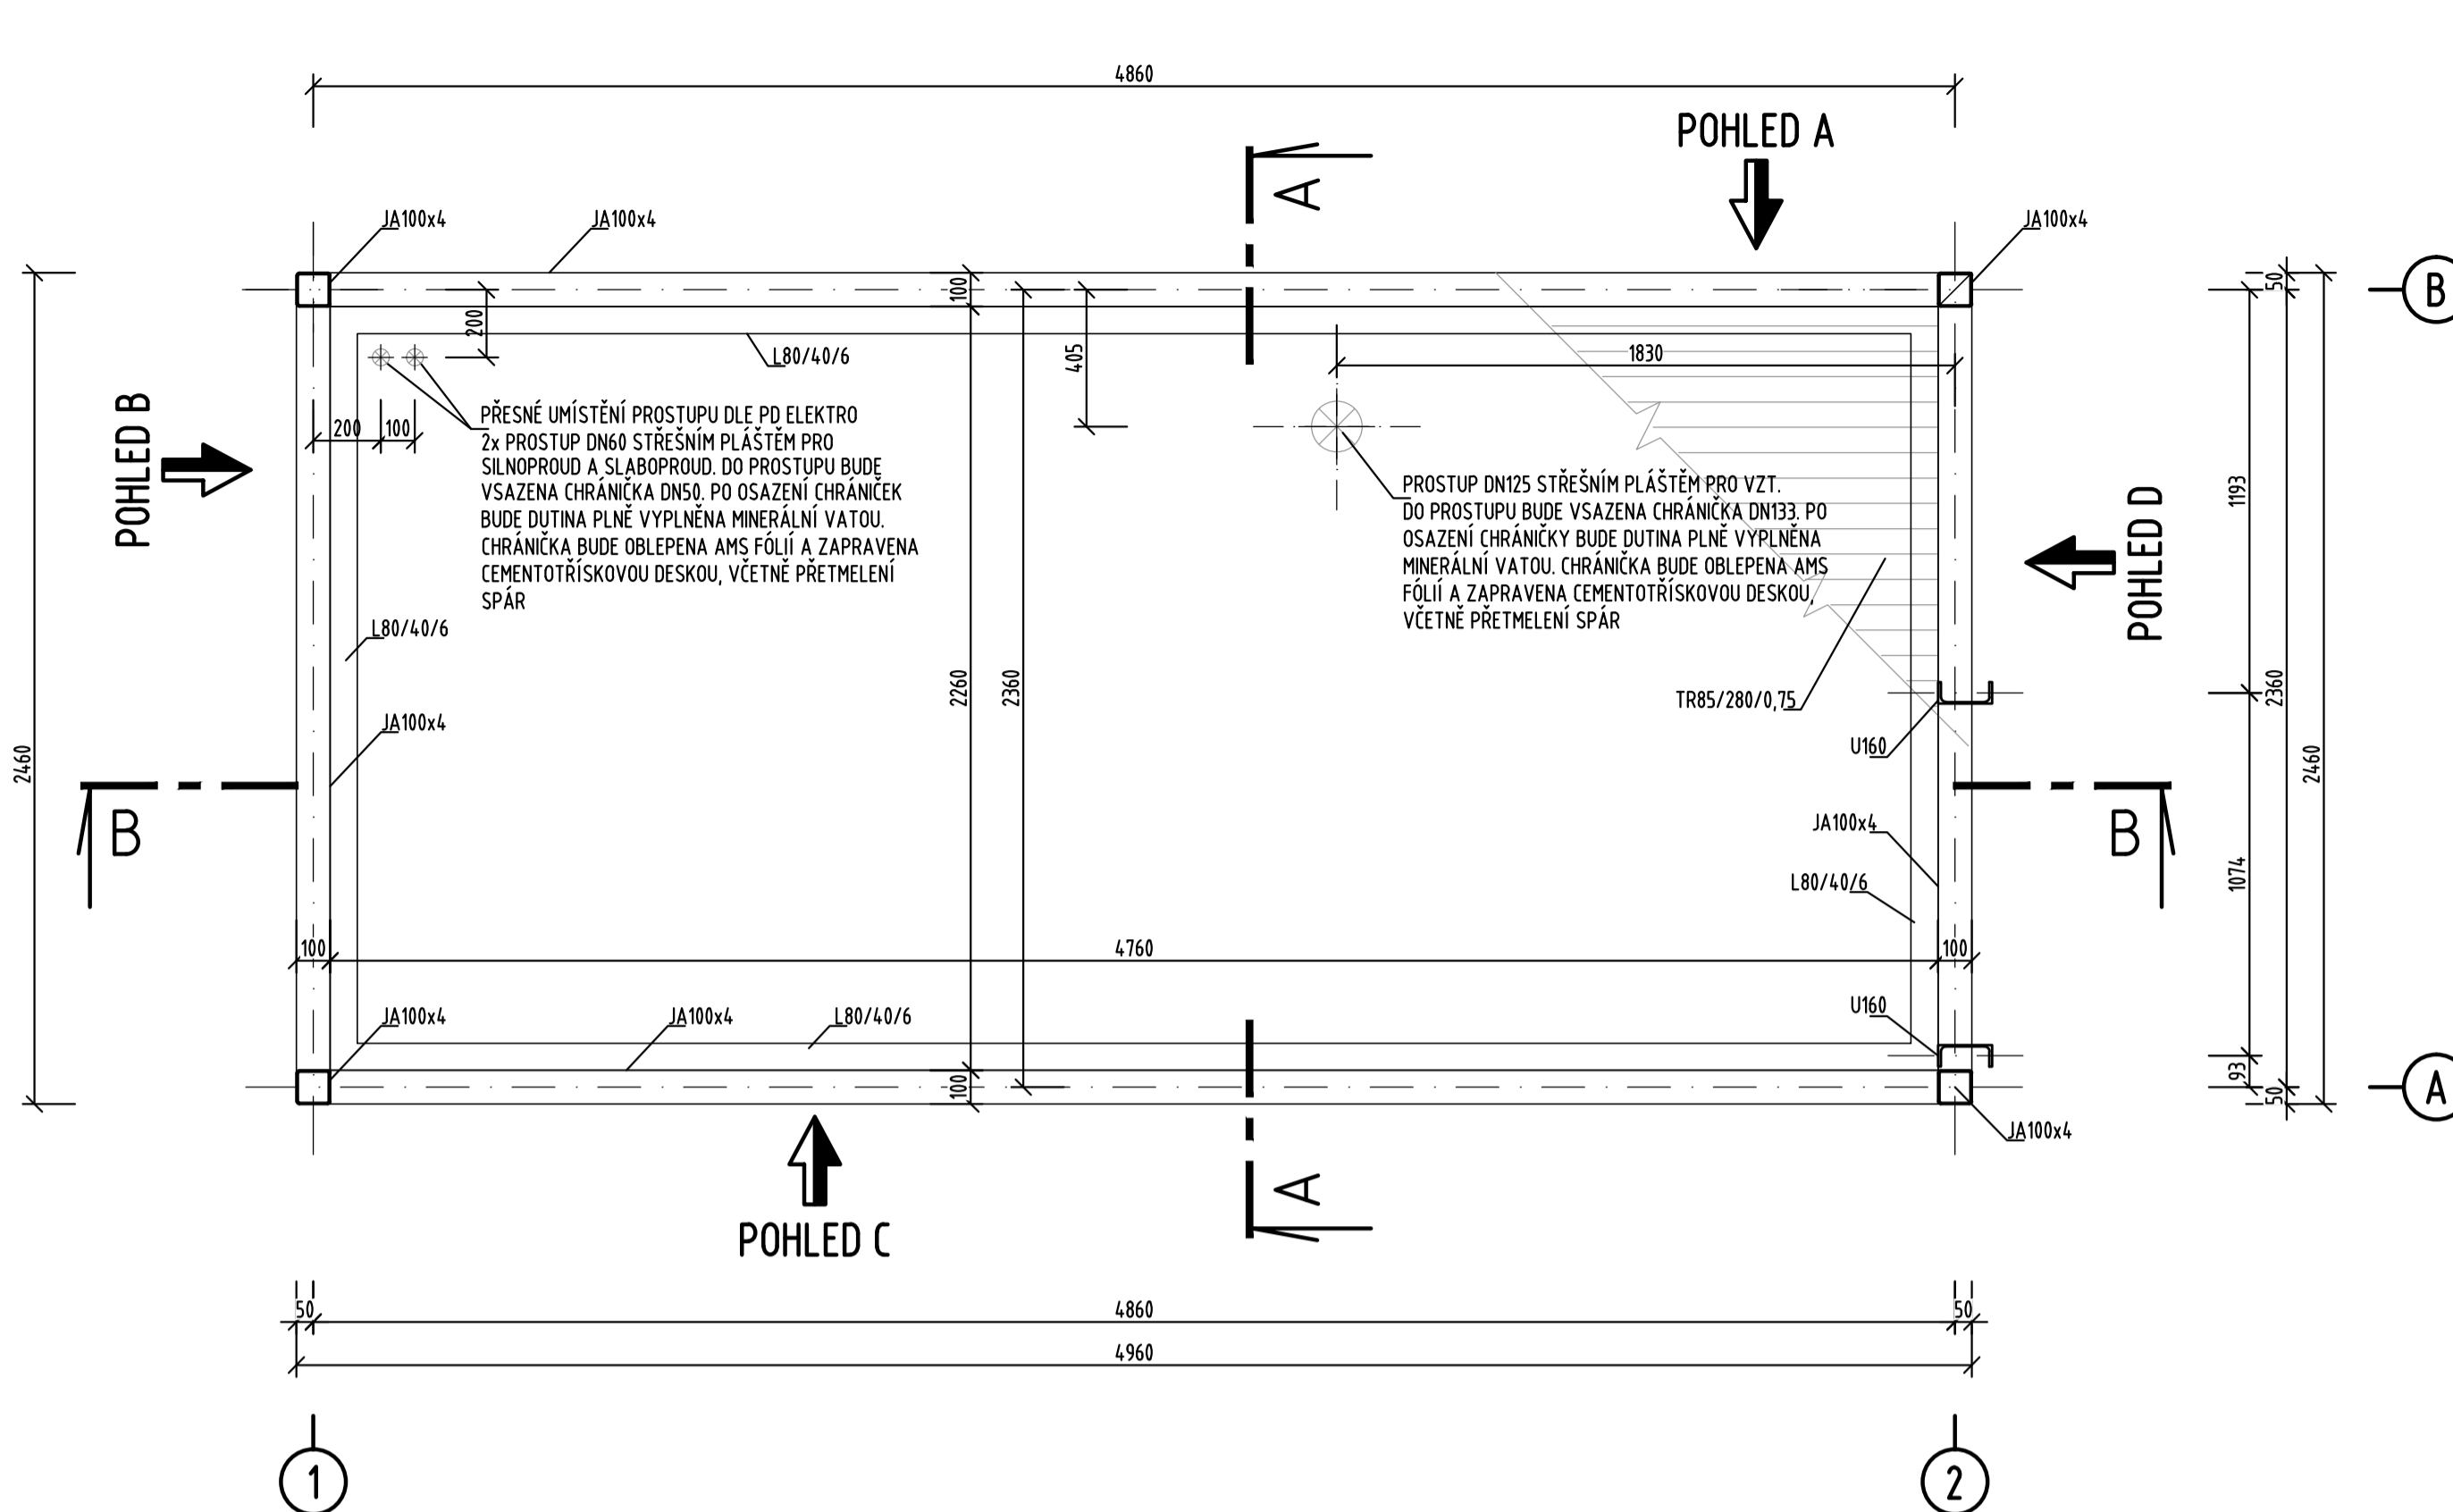 4860
POHLED A
A
JA100x4
JA100x4
JA100x4
100
50
B
200
L80/40/6
405
1830
POHLED B
200
100
PŘESNÉ UMÍSTĚNÍ PROSTUPU DLE PD ELEKTRO
2x PROSTUP DN60 STŘEŠNÍM PLÁŠTĚM PRO
SILNOPROUD A SLABOPROUD. DO PROSTUPU BUDE
VSAZENA CHRÁNIČKA DN50. PO OSAZENÍ CHRÁNIČEK
BUDE DUTINA PLNĚ VYPLNĚNA MINERÁLNÍ VATOU.
CHRÁNIČKA BUDE OBLEPENA AMS FÓLIÍ A ZAPRAVENA
CEMENTOTŘÍSKOVOU DESKOU, VČETNĚ PŘETMELENÍ
SPÁR
PROSTUP DN125 STŘEŠNÍM PLÁŠTĚM PRO VZT.
DO PROSTUPU BUDE VSAZENA CHRÁNIČKA DN133. PO
OSAZENÍ CHRÁNIČKY BUDE DUTINA PLNĚ VYPLNĚNA
MINERÁLNÍ VATOU. CHRÁNIČKA BUDE OBLEPENA AMS
FÓLIÍ A ZAPRAVENA CEMENTOTŘÍSKOVOU DESKOU,
VČETNĚ PŘETMELENÍ SPÁR
1193
POHLED D
L80/40/6
2260
2360
TR85/280/0,75
2360
JA100x4
U160
2460
2460
B
B
JA100x4
L80/40/6
1074
100
4760
100
JA100x4
JA100x4
L80/40/6
U160
93
100
50
A
JA100x4
A
POHLED C
50
4860
50
4960
1
2